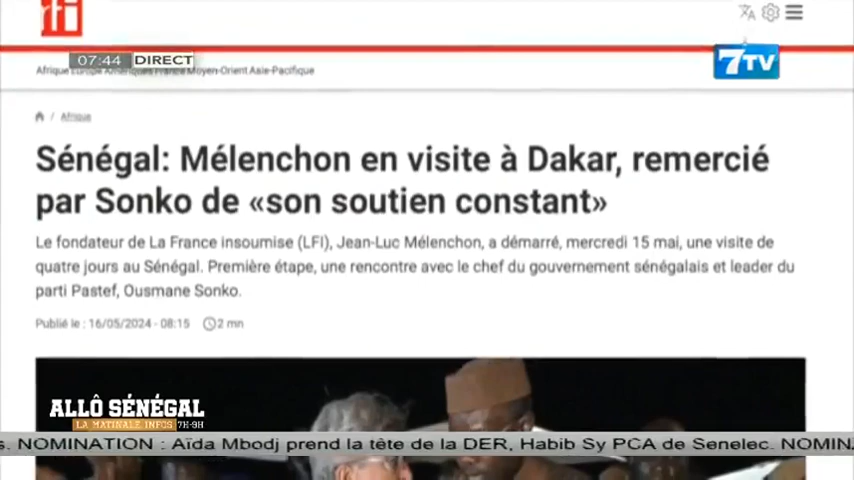 rfi
07:44 DIRECT
7TV
Afrique Europe Amériques France Moyen-Orient Asie-Pacifique
/ Afrique
Sénégal: Mélenchon en visite à Dakar, remercié
par Sonko de «son soutien constant»
Le fondateur de La France insoumise (LFI), Jean-Luc Mélenchon, a démarré, mercredi 15 mai, une visite de
quatre jours au Sénégal. Première étape, une rencontre avec le chef du gouvernement sénégalais et leader du
parti Pastef, Ousmane Sonko.
Publié le : 16/05/2024 - 08:15 2 mn
ALLÔ SÉNÉGAL
LA MATINALE INFOS 7H-9H
s. NOMINATION : Aïda Mbodj prend la tête de la DER, Habib Sy PCA de Senelec. NOMINA